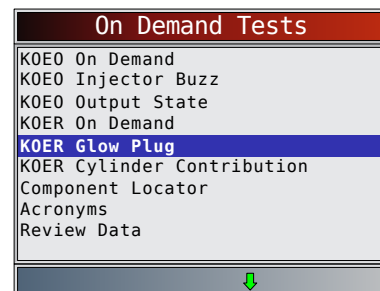 On Demand Tests
KOEO On Demand
KOEO Injector Buzz
KOEO Output State
KOER On Demand
KOER Glow Plug
KOER Cylinder Contribution
Component Locator
Acronyms
Review Data